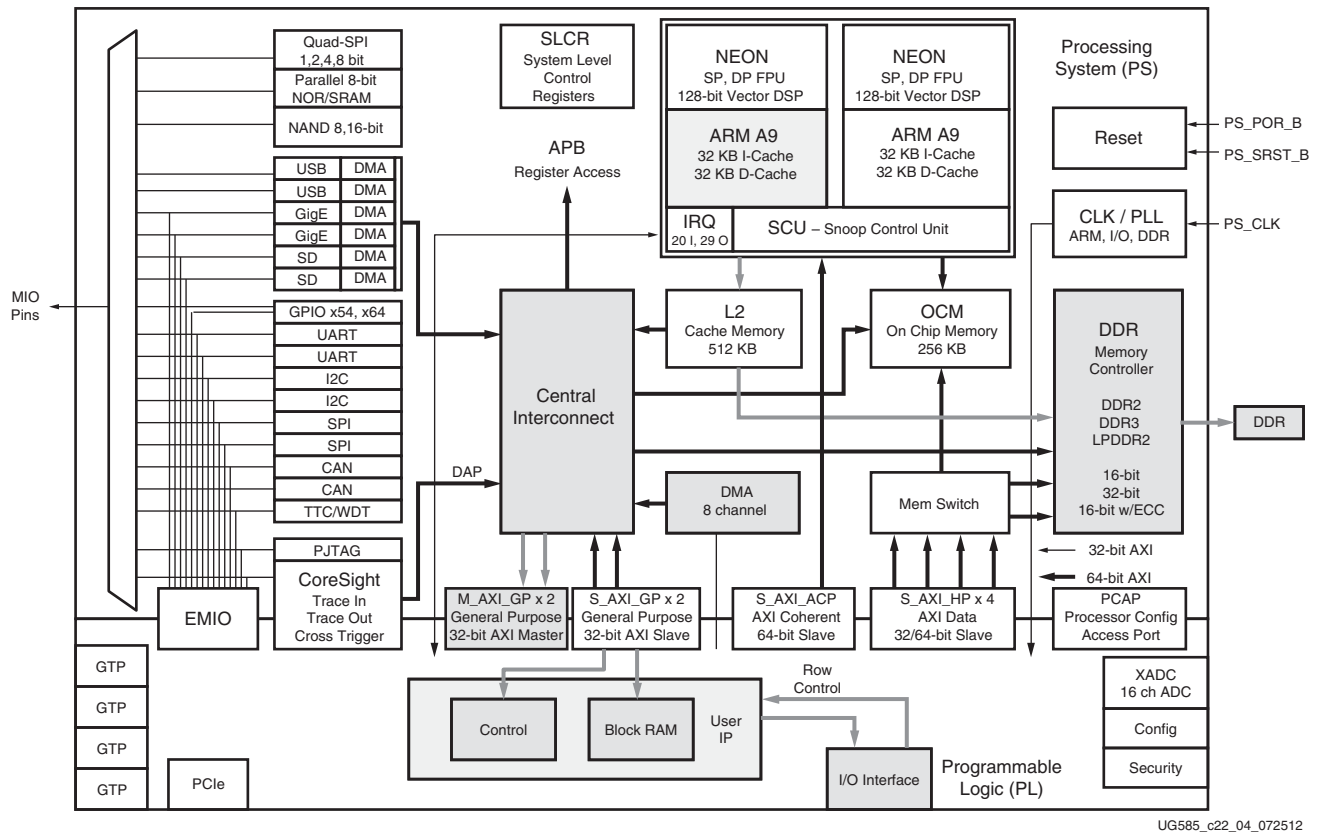 Quad-SPI
1,2,4,8 bit
Parallel 8-bit
NOR/SRAM
NAND 8,16-bit
USB DMA
USB DMA
GigE DMA
GigE DMA
SD DMA
SD DMA
MIO
Pins
GPIO x54, x64
UART
UART
I2C
I2C
SPI
SPI
CAN
CAN
TTC/WDT
PJTAG
CoreSight
Trace In
Trace Out
Cross Trigger
EMIO
SLCR
System Level
Control
Registers
APB
Register Access
NEON
SP, DP FPU
128-bit Vector DSP
ARM A9
32 KB I-Cache
32 KB D-Cache
NEON
SP, DP FPU
128-bit Vector DSP
ARM A9
32 KB I-Cache
32 KB D-Cache
IRQ
20 I, 29 O
SCU – Snoop Control Unit
Processing
System (PS)
Reset
PS_POR_B
PS_SRST_B
CLK / PLL
ARM, I/O, DDR
PS_CLK
Central
Interconnect
DAP
L2
Cache Memory
512 KB
OCM
On Chip Memory
256 KB
DDR
Memory
Controller
DDR2
DDR3
LPDDR2
16-bit
32-bit
16-bit w/ECC
DDR
DMA
8 channel
Mem Switch
32-bit AXI
64-bit AXI
M_AXI_GP x 2
General Purpose
32-bit AXI Master
S_AXI_GP x 2
General Purpose
32-bit AXI Slave
S_AXI_ACP
AXI Coherent
64-bit Slave
S_AXI_HP x 4
AXI Data
32/64-bit Slave
PCAP
Processor Config
Access Port
GTP
GTP
GTP
GTP
PCIe
Control
Block RAM
User
IP
Row
Control
I/O Interface
Programmable
Logic (PL)
XADC
16 ch ADC
Config
Security
UG585_c22_04_072512